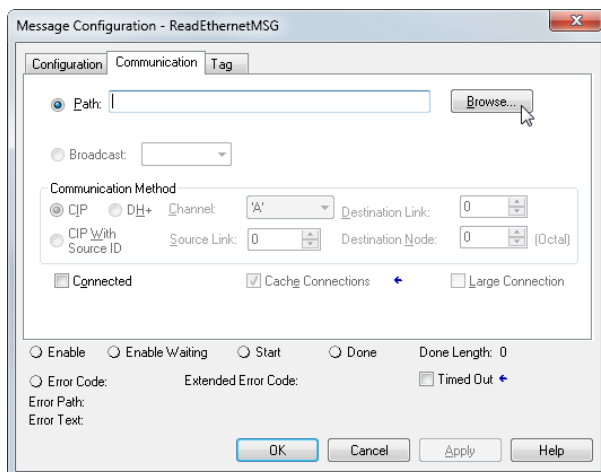 Message Configuration - ReadEthernetMSG
Configuration Communication Tag
Path: Browse...
Broadcast:
Communication Method
CIP DH+ Channel: 'A' Destination Link: 0
CIP With Source ID Source Link: 0 Destination Node: 0 (Octal)
Connected Cache Connections Large Connection
Enable Enable Waiting Start Done Done Length: 0
Error Code: Extended Error Code: Timed Out
Error Path:
Error Text:
OK Cancel Apply Help